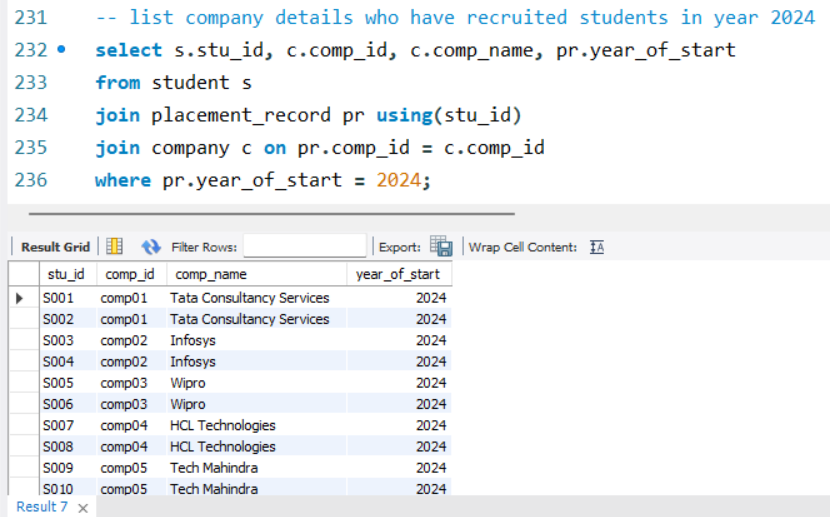 231 -- list company details who have recruited students in year 2024
232 select s.stu_id, c.comp_id, c.comp_name, pr.year_of_start
233 from student s
234 join placement_record pr using(stu_id)
235 join company c on pr.comp_id = c.comp_id
236 where pr.year_of_start = 2024;
Result Grid Filter Rows: Export: Wrap Cell Content: IA
stu_id comp_id comp_name year_of_start
S001 comp01 Tata Consultancy Services 2024
S002 comp01 Tata Consultancy Services 2024
S003 comp02 Infosys 2024
S004 comp02 Infosys 2024
S005 comp03 Wipro 2024
S006 comp03 Wipro 2024
S007 comp04 HCL Technologies 2024
S008 comp04 HCL Technologies 2024
S009 comp05 Tech Mahindra 2024
S010 comp05 Tech Mahindra 2024
Result 7